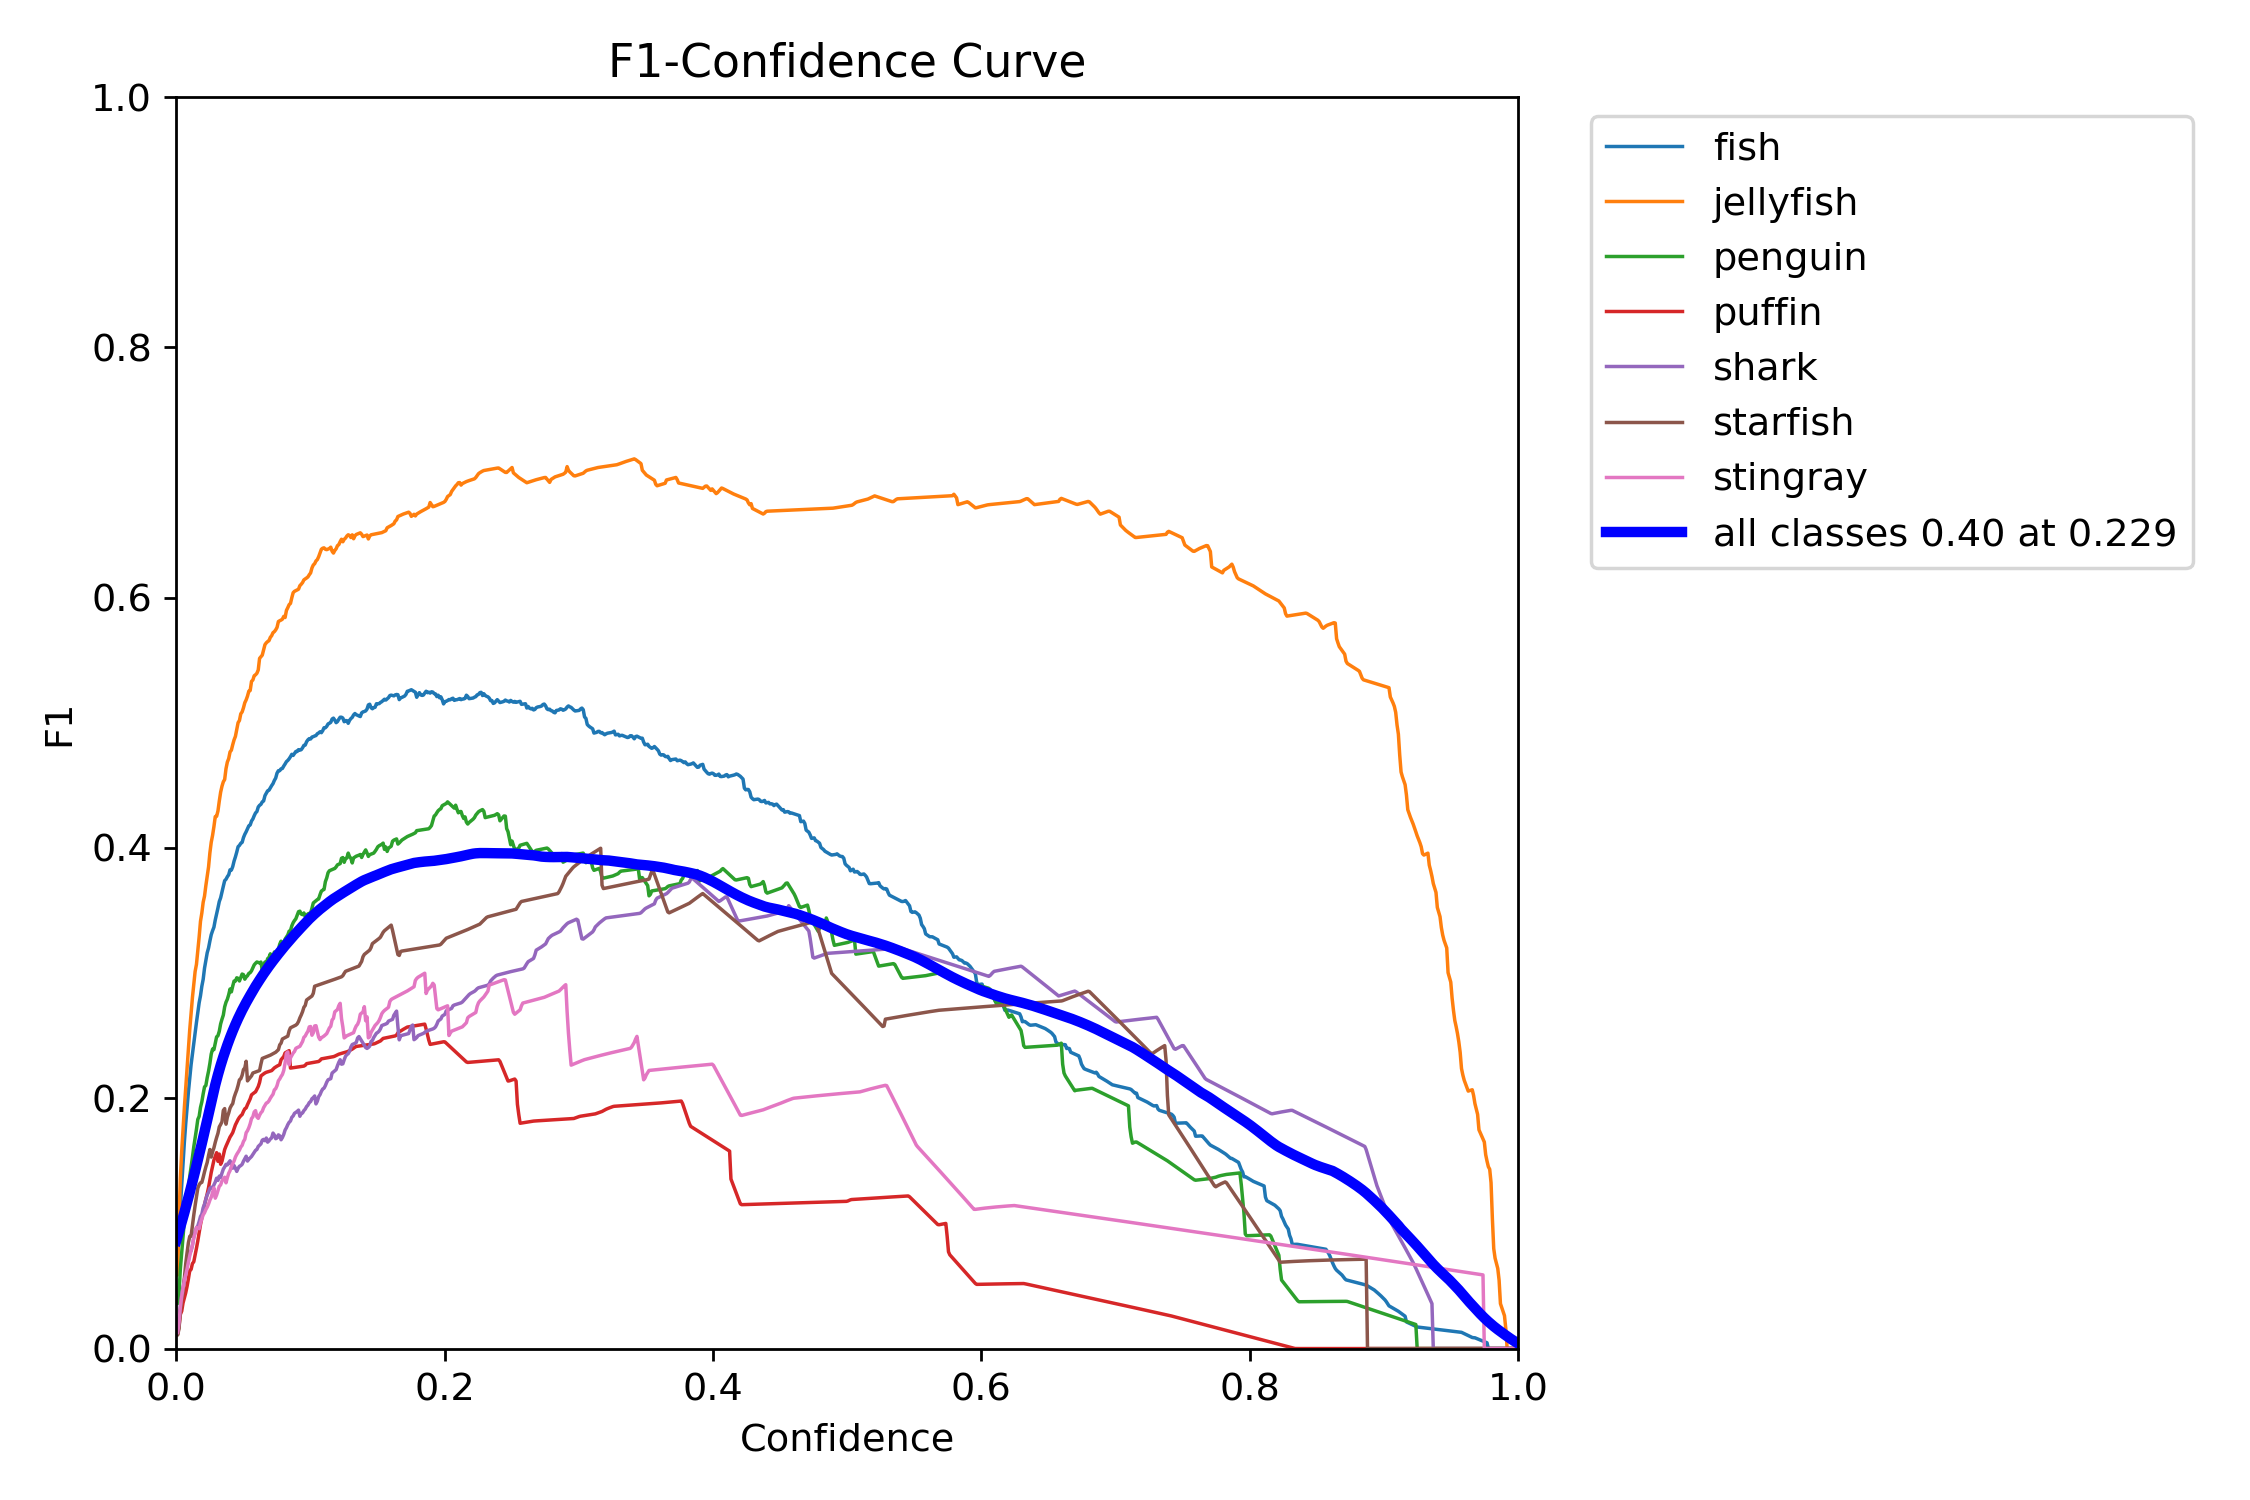 F1-Confidence Curve
1.0
0.8
0.6
0.4
0.2
0.0
F1
0.0 0.2 0.4 0.6 0.8 1.0
Confidence
fish
jellyfish
penguin
puffin
shark
starfish
stingray
all classes 0.40 at 0.229